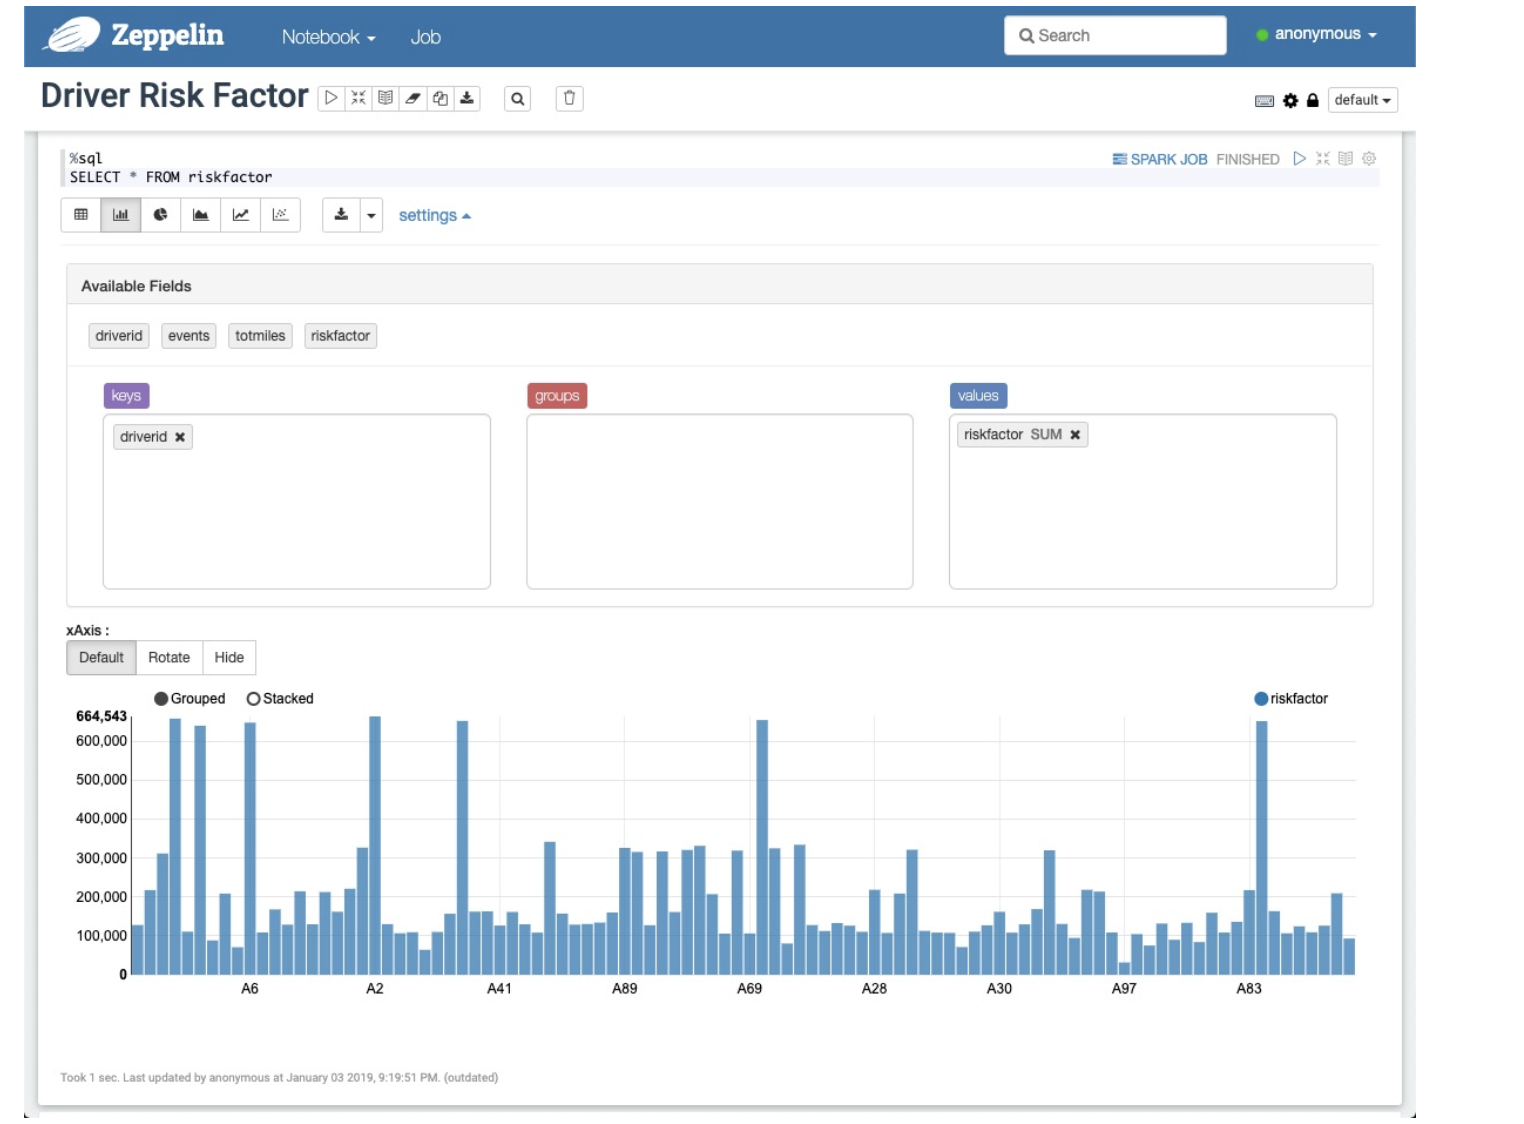 Zeppelin Notebook Job Search anonymous
Driver Risk Factor default
%sql
SELECT * FROM riskfactor
SPARK JOB FINISHED
settings
Available Fields
driverid events totmiles riskfactor
keys groups values
driverid riskfactor SUM
xAxis :
Default Rotate Hide
Grouped Stacked riskfactor
664,543
600,000
500,000
400,000
300,000
200,000
100,000
0
A6 A2 A41 A89 A69 A28 A30 A97 A83
Took 1 sec. Last updated by anonymous at January 03 2019, 9:19:51 PM. (outdated)